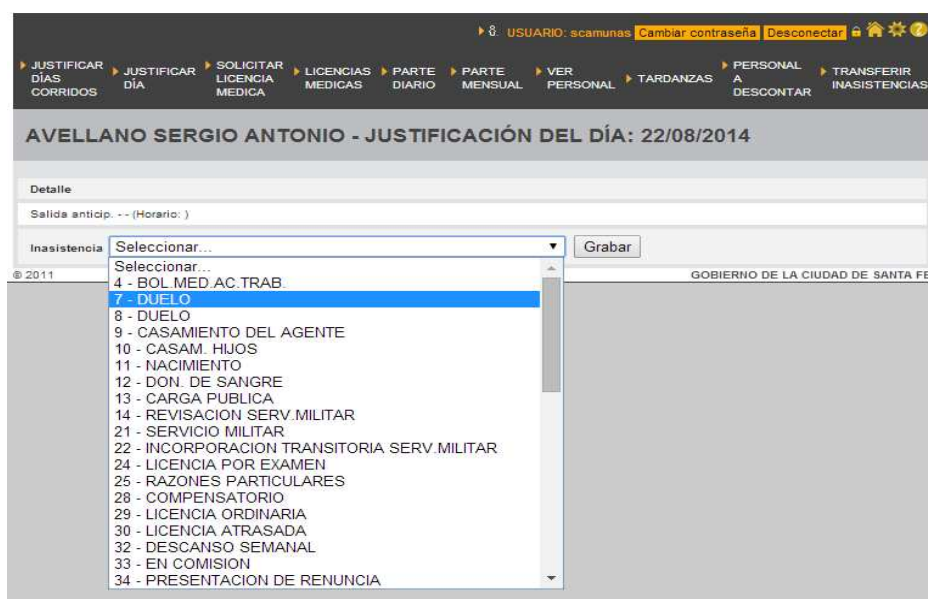 USUARIO: scamunas Cambiar contraseña Desconectar
JUSTIFICAR DÍAS CORRIDOS
JUSTIFICAR DÍA
SOLICITAR LICENCIA MEDICA
LICENCIAS MEDICAS
PARTE DIARIO
PARTE MENSUAL
VER PERSONAL
TARDANZAS
PERSONAL A DESCONTAR
TRANSFERIR INASISTENCIAS
AVELLANO SERGIO ANTONIO - JUSTIFICACIÓN DEL DÍA: 22/08/2014
Detalle
Salida anticip. - - (Horario: )
Inasistencia Seleccionar... Grabar
® 2011 GOBIERNO DE LA CIUDAD DE SANTA FE
Seleccionar...
4 - BOL.MED.AC.TRAB.
7 - DUELO
8 - DUELO
9 - CASAMIENTO DEL AGENTE
10 - CASAM. HIJOS
11 - NACIMIENTO
12 - DON. DE SANGRE
13 - CARGA PUBLICA
14 - REVISACION SERV.MILITAR
21 - SERVICIO MILITAR
22 - INCORPORACION TRANSITORIA SERV.MILITAR
24 - LICENCIA POR EXAMEN
25 - RAZONES PARTICULARES
28 - COMPENSATORIO
29 - LICENCIA ORDINARIA
30 - LICENCIA ATRASADA
32 - DESCANSO SEMANAL
33 - EN COMISION
34 - PRESENTACION DE RENUNCIA